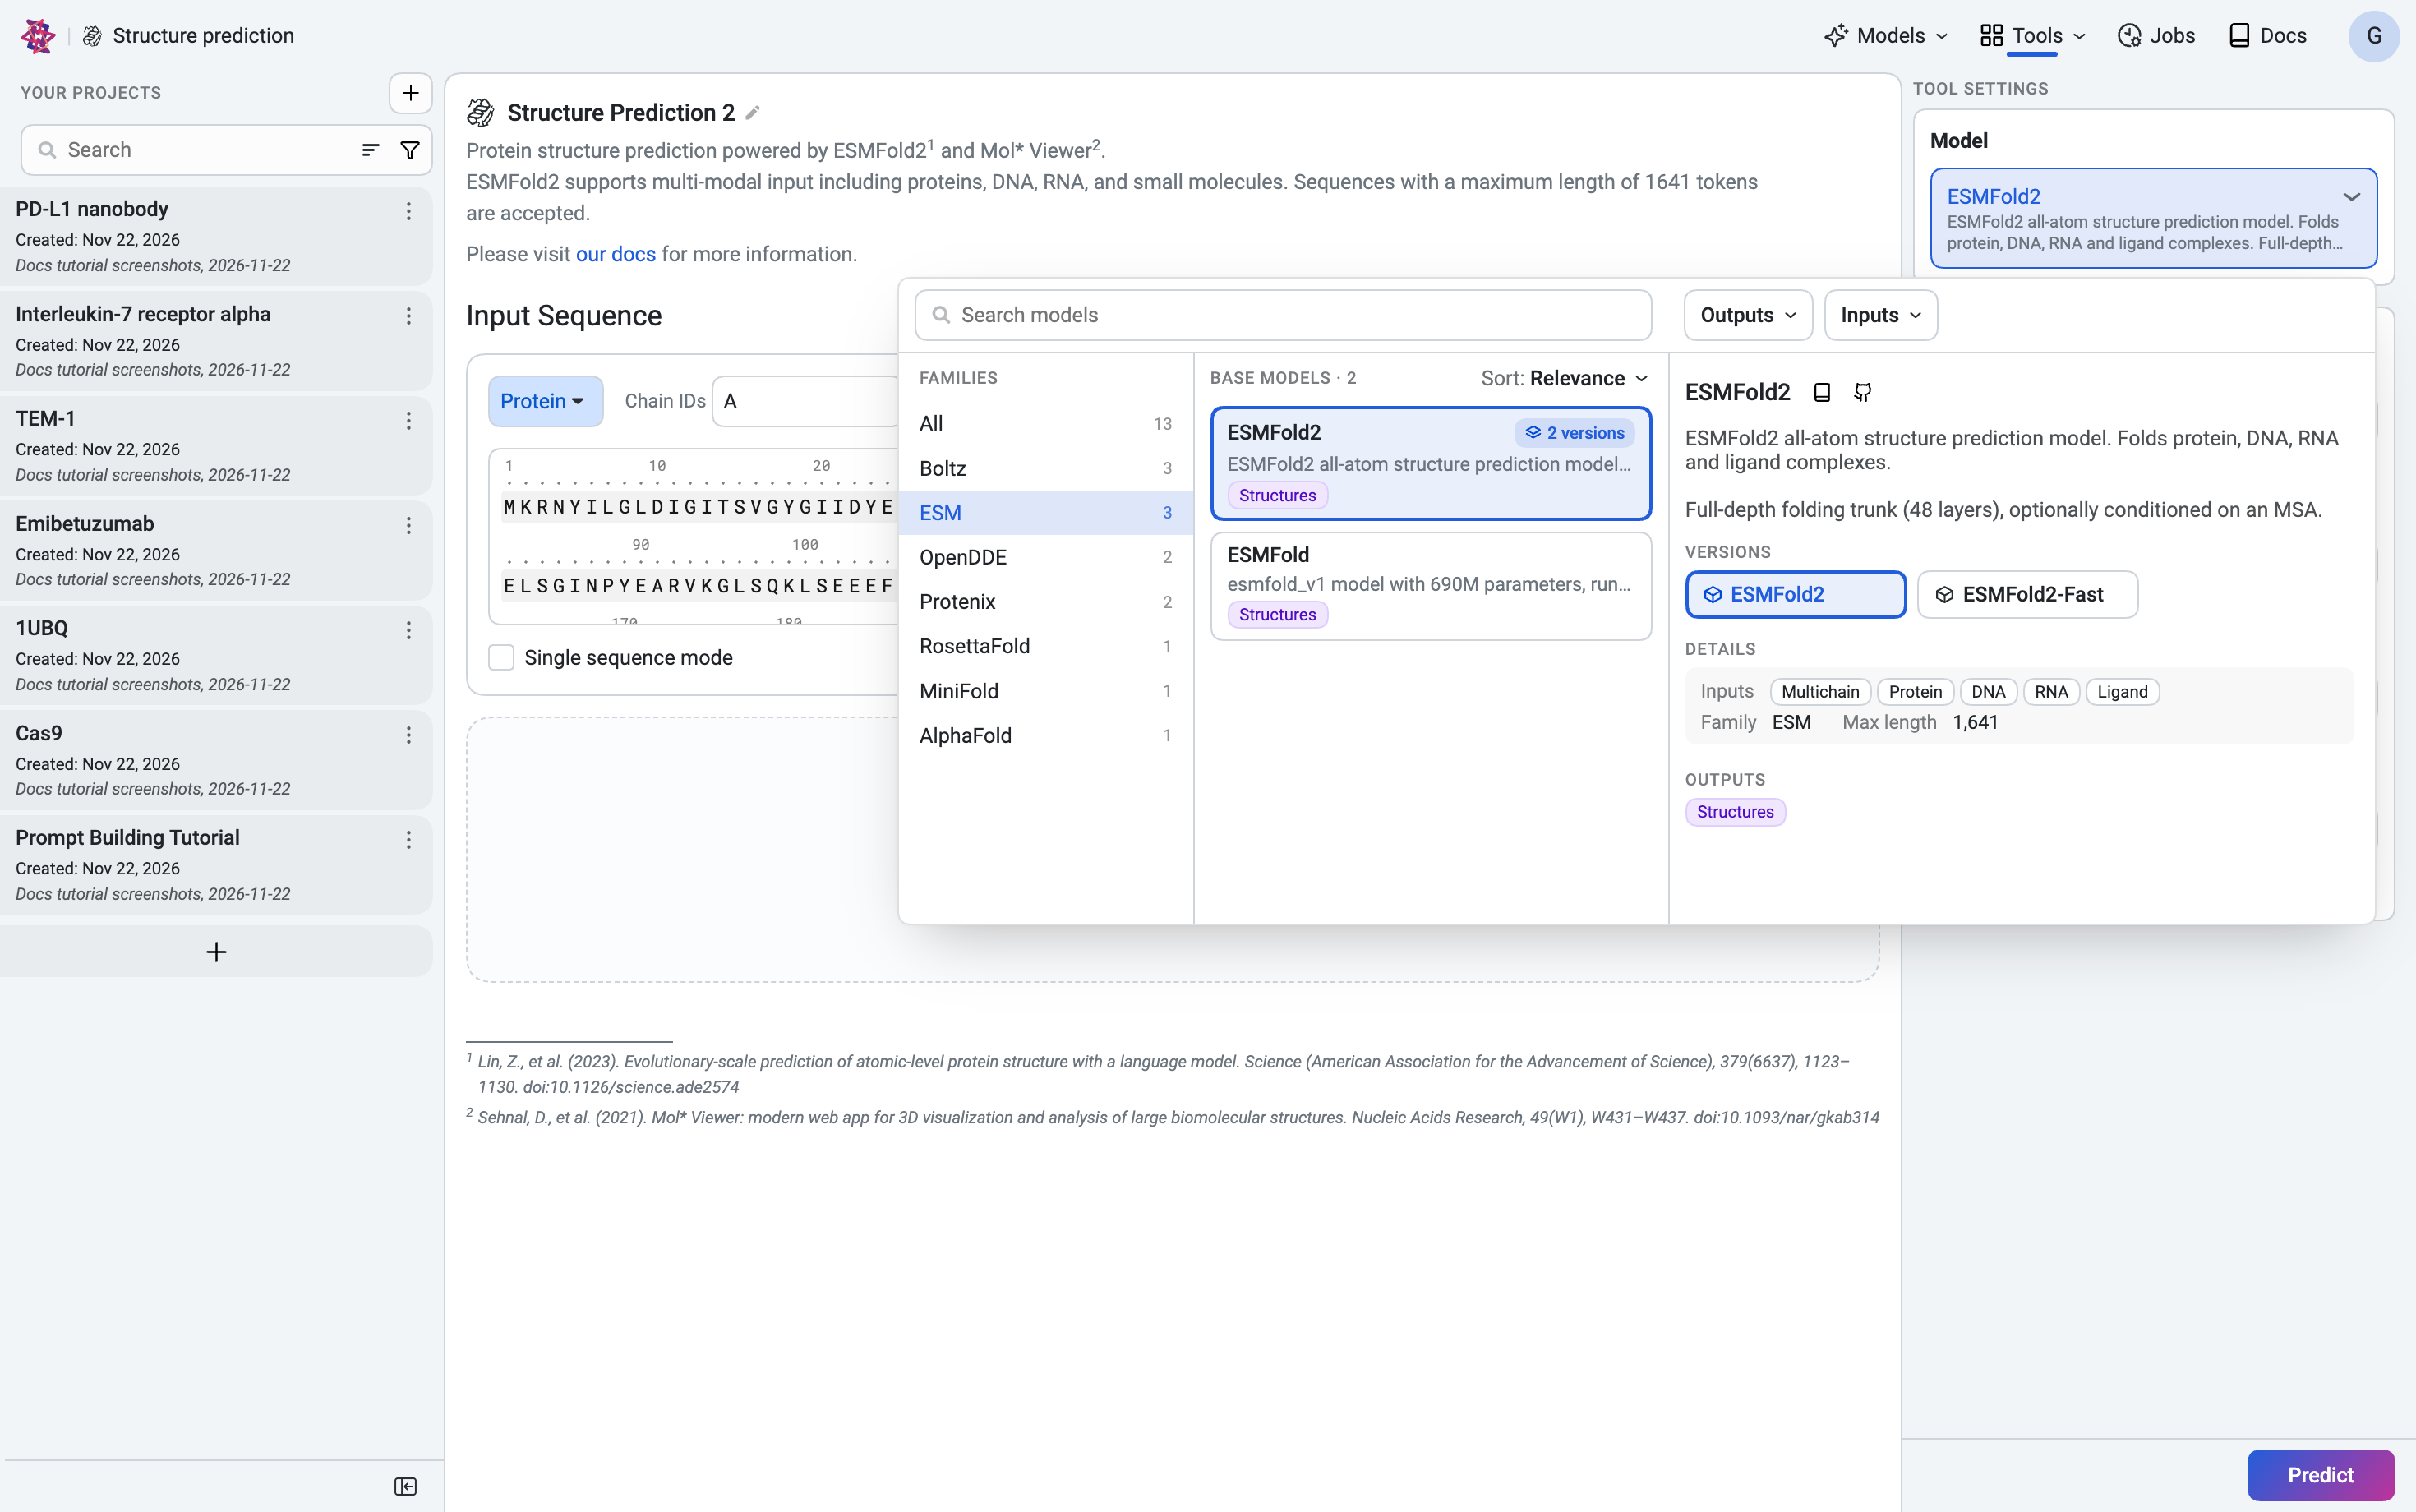 Structure prediction
Models
Tools
Jobs
Docs
G
YOUR PROJECTS
Search
PD-L1 nanobody
Created: Nov 22, 2026
Docs tutorial screenshots, 2026-11-22
Interleukin-7 receptor alpha
Created: Nov 22, 2026
Docs tutorial screenshots, 2026-11-22
TEM-1
Created: Nov 22, 2026
Docs tutorial screenshots, 2026-11-22
Emibetuzumab
Created: Nov 22, 2026
Docs tutorial screenshots, 2026-11-22
1UBQ
Created: Nov 22, 2026
Docs tutorial screenshots, 2026-11-22
Cas9
Created: Nov 22, 2026
Docs tutorial screenshots, 2026-11-22
Prompt Building Tutorial
Created: Nov 22, 2026
Docs tutorial screenshots, 2026-11-22
Structure Prediction 2
Protein structure prediction powered by ESMFold2¹ and Mol* Viewer².
ESMFold2 supports multi-modal input including proteins, DNA, RNA, and small molecules. Sequences with a maximum length of 1641 tokens
are accepted.
Please visit our docs for more information.
Input Sequence
Protein
Chain IDs
A
1 10 20
MKRNYILGLDIGITSVGYGIIDYE
90 100
ELSGINPYEARVKGLSQKLSEEEF
170 180
Single sequence mode
TOOL SETTINGS
Model
ESMFold2
ESMFold2 all-atom structure prediction model. Folds
protein, DNA, RNA and ligand complexes. Full-depth...
Search models
Outputs
Inputs
FAMILIES
All 13
Boltz 3
ESM 3
OpenDDE 2
Protenix 2
RosettaFold 1
MiniFold 1
AlphaFold 1
BASE MODELS · 2
Sort: Relevance
ESMFold2
2 versions
ESMFold2 all-atom structure prediction model...
Structures
ESMFold
esmfold_v1 model with 690M parameters, run...
Structures
ESMFold2
ESMFold2 all-atom structure prediction model. Folds protein, DNA, RNA
and ligand complexes.
Full-depth folding trunk (48 layers), optionally conditioned on an MSA.
VERSIONS
ESMFold2
ESMFold2-Fast
DETAILS
Inputs Multichain Protein DNA RNA Ligand
Family ESM Max length 1,641
OUTPUTS
Structures
¹ Lin, Z., et al. (2023). Evolutionary-scale prediction of atomic-level protein structure with a language model. Science (American Association for the Advancement of Science), 379(6637), 1123–
1130. doi:10.1126/science.ade2574
² Sehnal, D., et al. (2021). Mol* Viewer: modern web app for 3D visualization and analysis of large biomolecular structures. Nucleic Acids Research, 49(W1), W431–W437. doi:10.1093/nar/gkab314
Predict